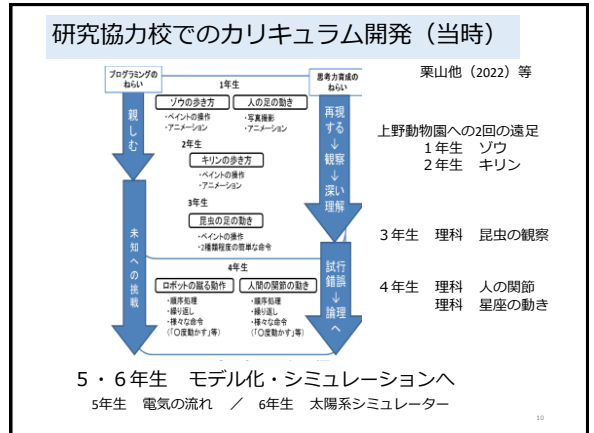 研究協力校でのカリキュラム開発（当時）
栗山他（2022）等
プログラミングの
ねらい
思考力育成の
ねらい
親しむ
未知への挑戦
1年生
ゾウの歩き方
・ペイントの操作
・アニメーション
人の足の動き
・写真撮影
・アニメーション
2年生
キリンの歩き方
・ペイントの操作
・アニメーション
3年生
昆虫の足の動き
・ペイントの操作
・2種類程度の簡単な命令
4年生
ロボットの蹴る動作
・順序処理
・繰り返し
・様々な命令
（「〇度動かす」等）
人間の関節の動き
・順序処理
・繰り返し
・様々な命令
（「〇度動かす」等）
再現
する
↓
観察
↓
深い
理解
試行
錯誤
↓
論理
へ
上野動物園への2回の遠足
1年生　ゾウ
2年生　キリン
3年生　理科　昆虫の観察
4年生　理科　人の関節
理科　星座の動き
5・6年生　モデル化・シミュレーションへ
5年生　電気の流れ　／　6年生　太陽系シミュレーター
10